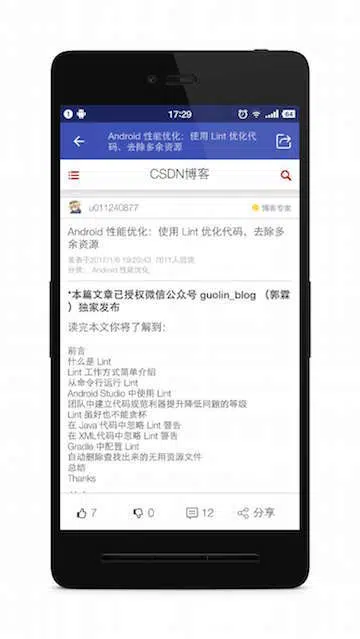 17:29
64
Android 性能优化：使用 Lint 优化代
码、去除多余资源
CSDN博客
u011240877
博客专家
Android 性能优化：使用 Lint 优化代码、去除多
余资源
发表于2017/1/6 19:20:43 7611人阅读
分类： Android 性能优化
*本篇文章已授权微信公众号 guolin_blog （郭霖
）独家发布
读完本文你将了解到：
前言
什么是 Lint
Lint 工作方式简单介绍
从命令行运行 Lint
Android Studio 中使用 Lint
团队中建立代码规范利器提升降低问题的等级
Lint 虽好也不能贪杯
在 Java 代码中忽略 Lint 警告
在 XML代码中忽略 Lint 警告
Gradle 中配置 Lint
自动删除查找出来的无用资源文件
总结
Thanks
7
0
12
分享